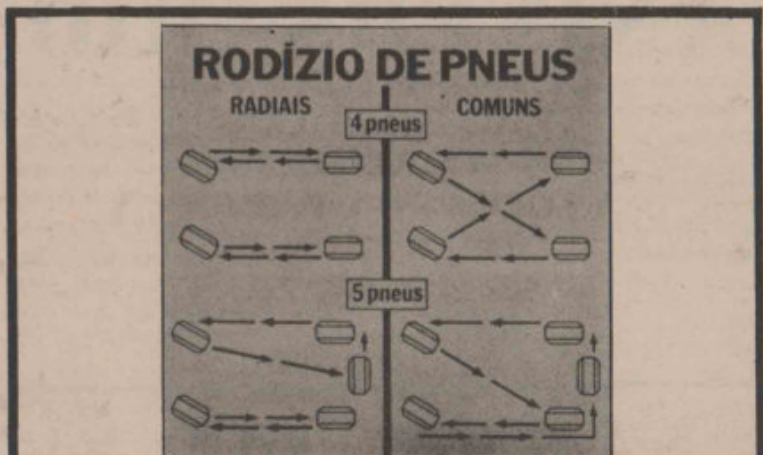 RODÍZIO DE PNEUS
RADIAIS
COMUNS
4 pneus
5 pneus